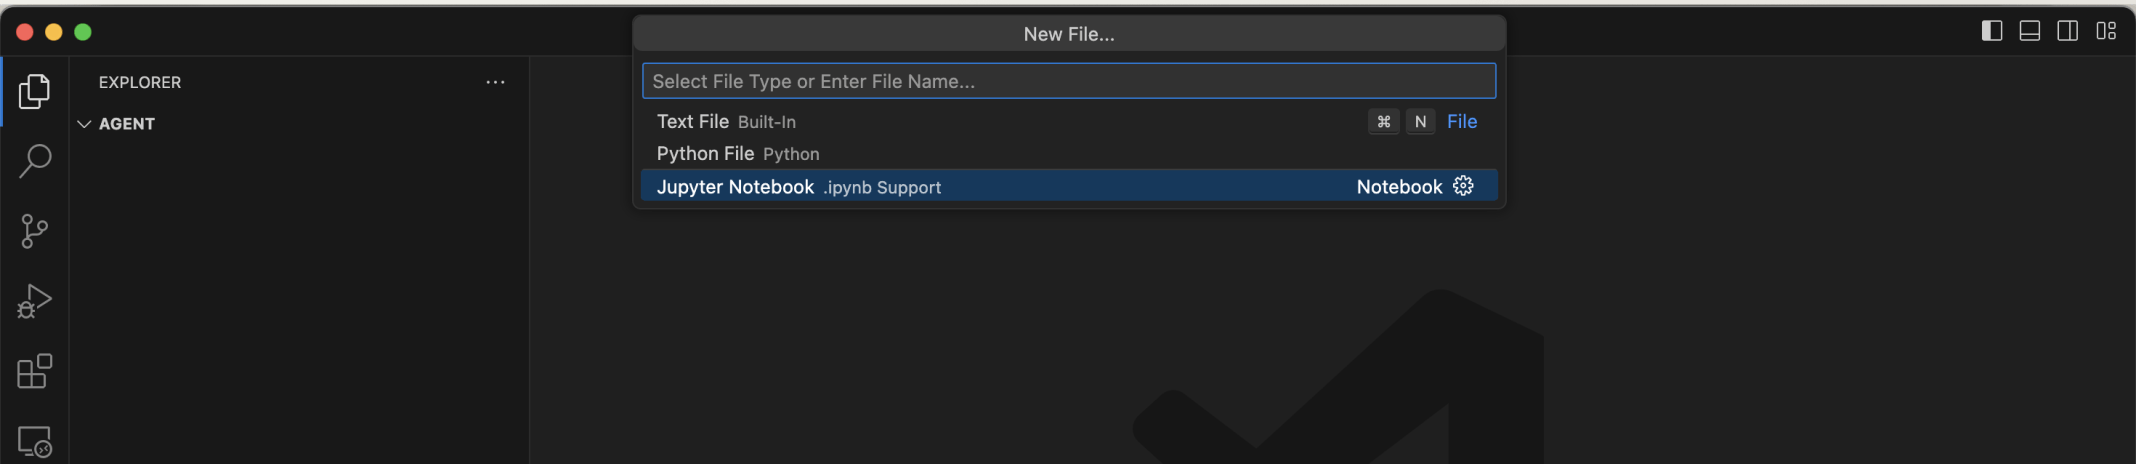 New File...
EXPLORER ...
Select File Type or Enter File Name...
AGENT
Text File Built-In ⌘ N File
Python File Python
Jupyter Notebook .ipynb Support Notebook